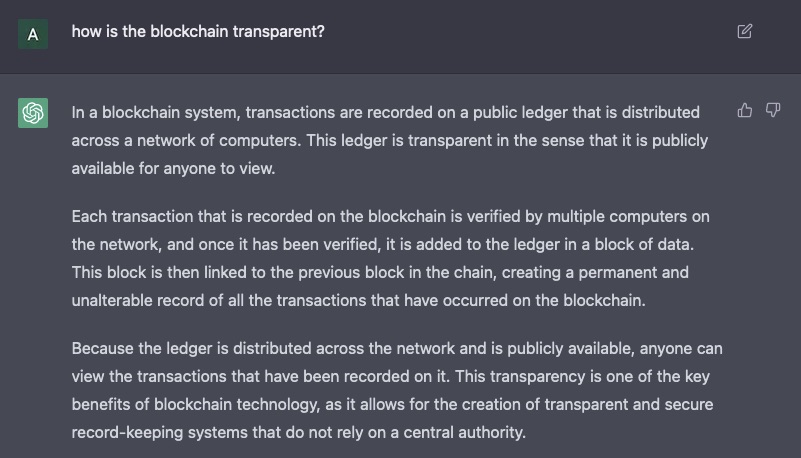 A
how is the blockchain transparent?
In a blockchain system, transactions are recorded on a public ledger that is distributed
across a network of computers. This ledger is transparent in the sense that it is publicly
available for anyone to view.
Each transaction that is recorded on the blockchain is verified by multiple computers on
the network, and once it has been verified, it is added to the ledger in a block of data.
This block is then linked to the previous block in the chain, creating a permanent and
unalterable record of all the transactions that have occurred on the blockchain.
Because the ledger is distributed across the network and is publicly available, anyone can
view the transactions that have been recorded on it. This transparency is one of the key
benefits of blockchain technology, as it allows for the creation of transparent and secure
record-keeping systems that do not rely on a central authority.